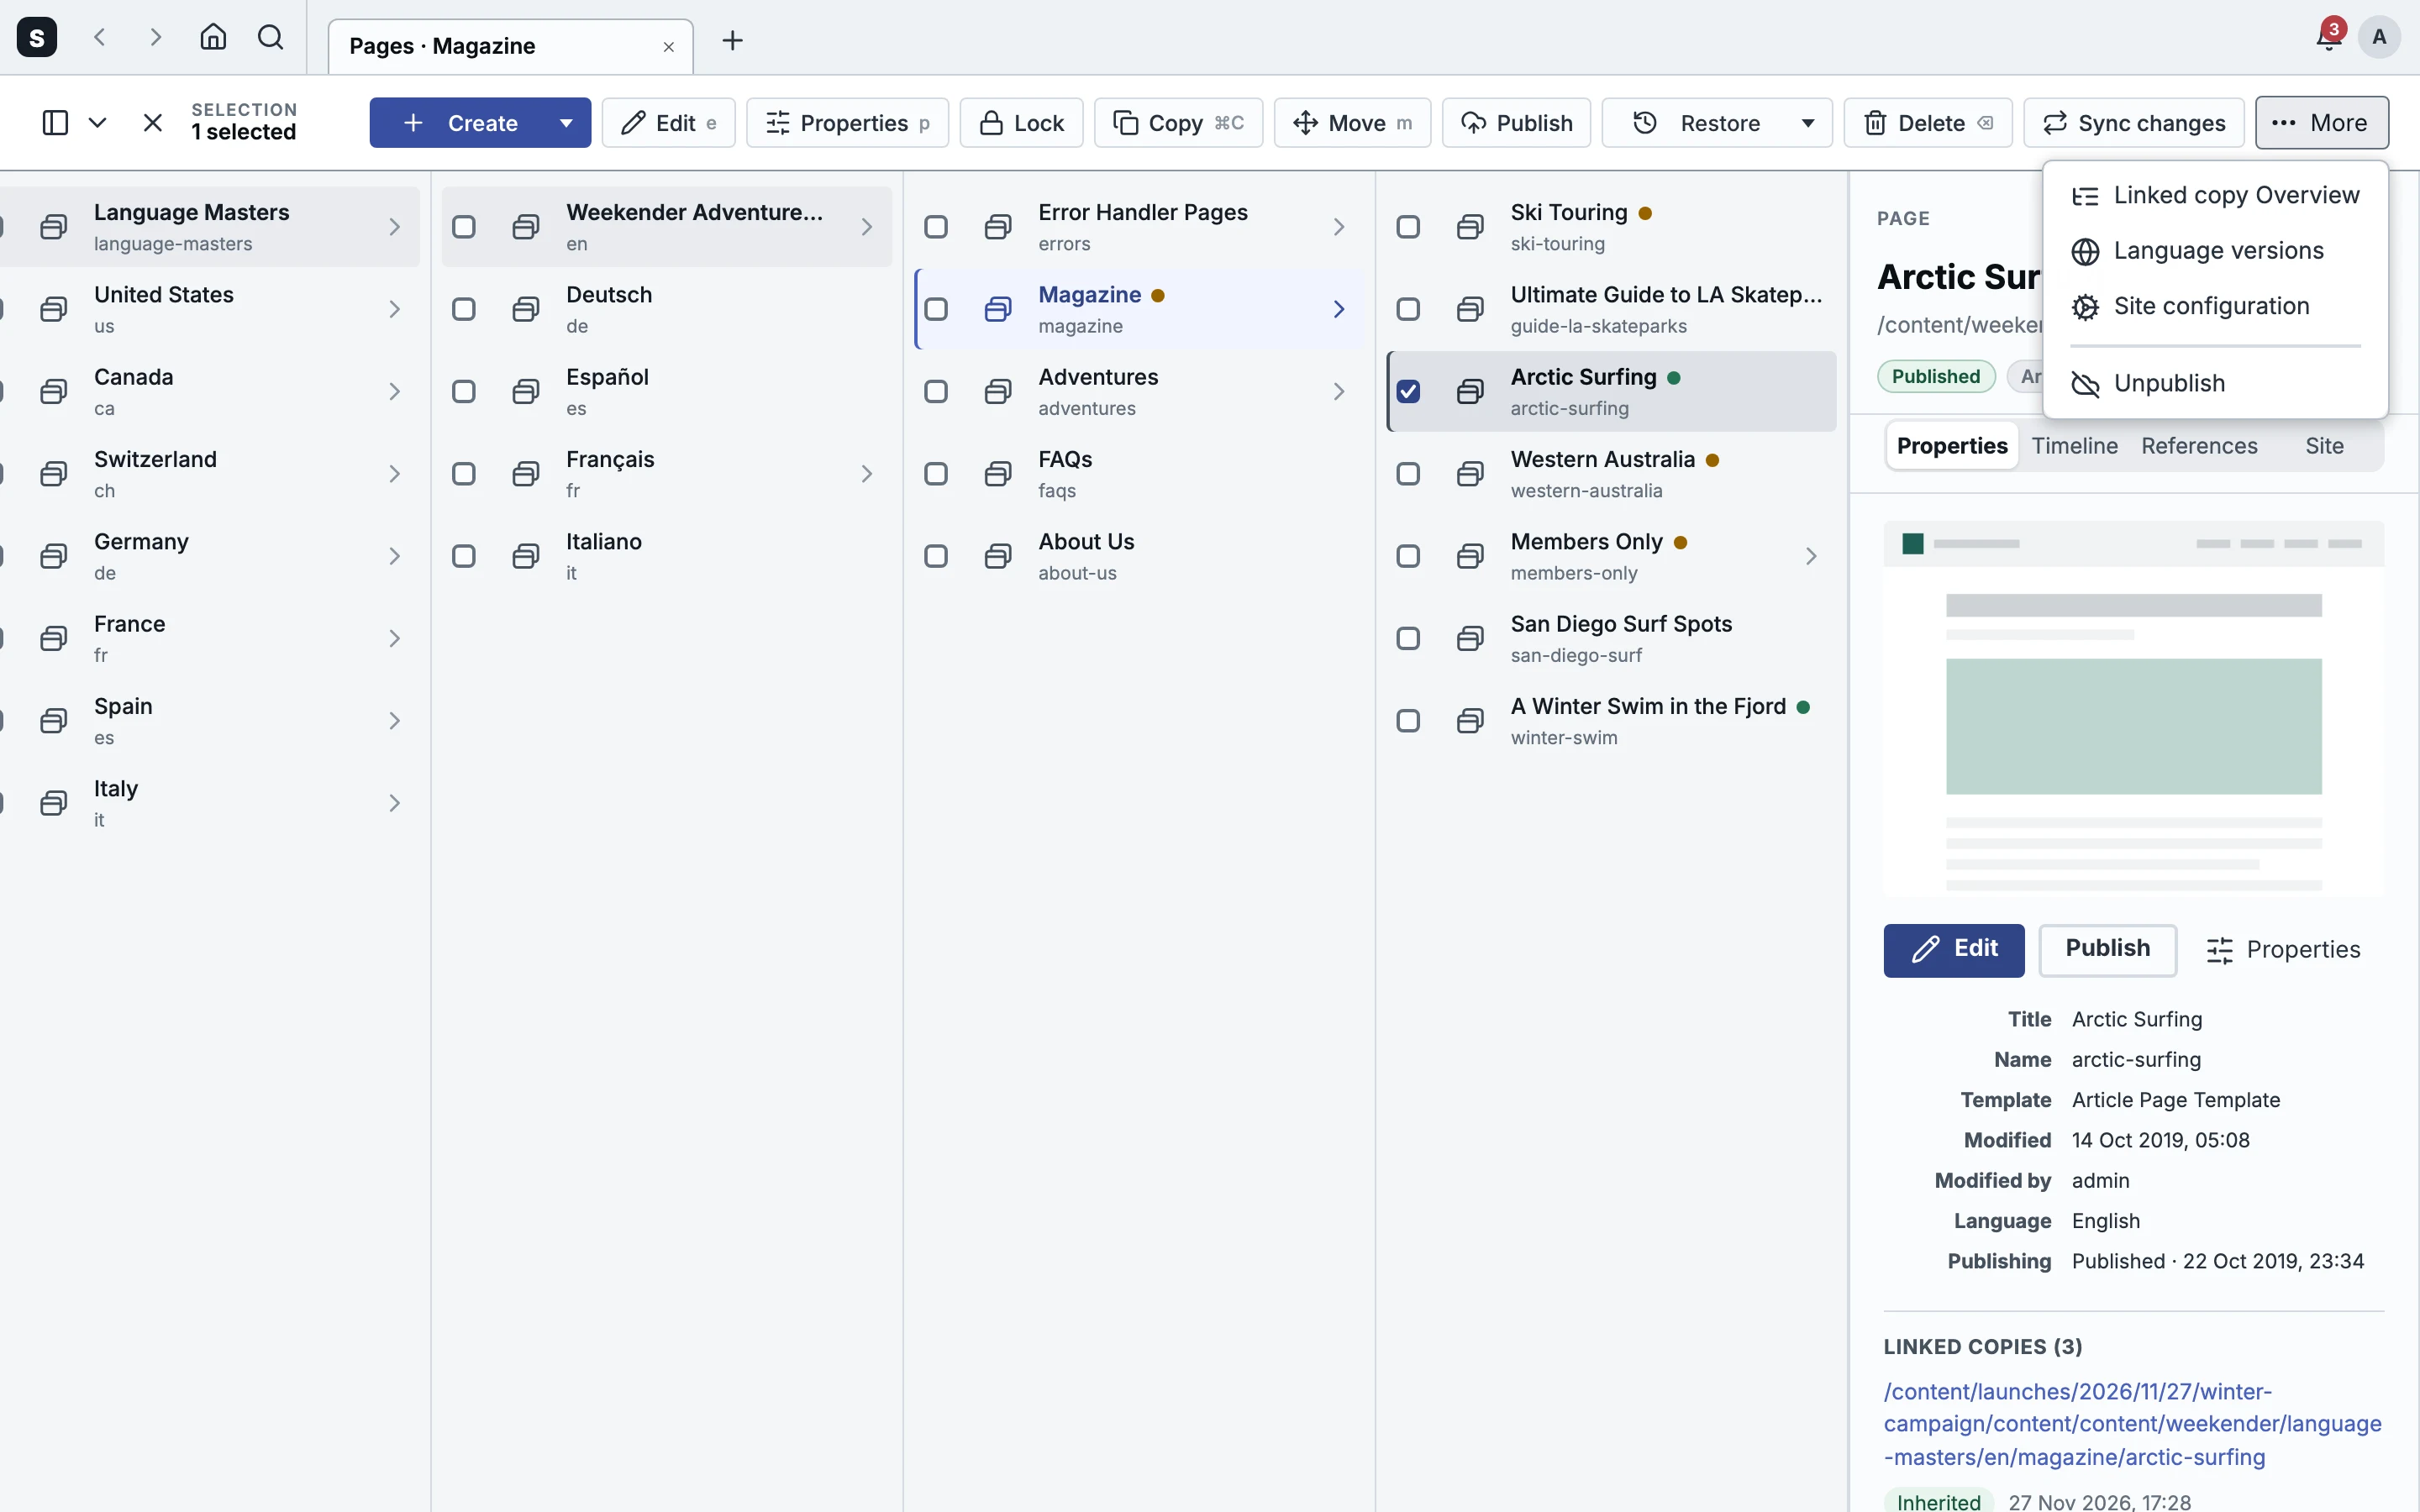 S
Pages · Magazine
3
A
SELECTION
1 selected
Create
Edit e
Properties p
Lock
Copy ⌘C
Move m
Publish
Restore
Delete ⌫
Sync changes
More
Linked copy Overview
Language versions
Site configuration
Unpublish
Language Masters
language-masters
United States
us
Canada
ca
Switzerland
ch
Germany
de
France
fr
Spain
es
Italy
it
Weekender Adventure...
en
Deutsch
de
Español
es
Français
fr
Italiano
it
Error Handler Pages
errors
Magazine
magazine
Adventures
adventures
FAQs
faqs
About Us
about-us
Ski Touring
ski-touring
Ultimate Guide to LA Skatep...
guide-la-skateparks
Arctic Surfing
arctic-surfing
Western Australia
western-australia
Members Only
members-only
San Diego Surf Spots
san-diego-surf
A Winter Swim in the Fjord
winter-swim
PAGE
Arctic Sur
/content/weeke
Published
Ar
Properties
Timeline
References
Site
Edit
Publish
Properties
Title Arctic Surfing
Name arctic-surfing
Template Article Page Template
Modified 14 Oct 2019, 05:08
Modified by admin
Language English
Publishing Published · 22 Oct 2019, 23:34
LINKED COPIES (3)
/content/launches/2026/11/27/winter-
campaign/content/content/weekender/language
-masters/en/magazine/arctic-surfing
Inherited 27 Nov 2026, 17:28